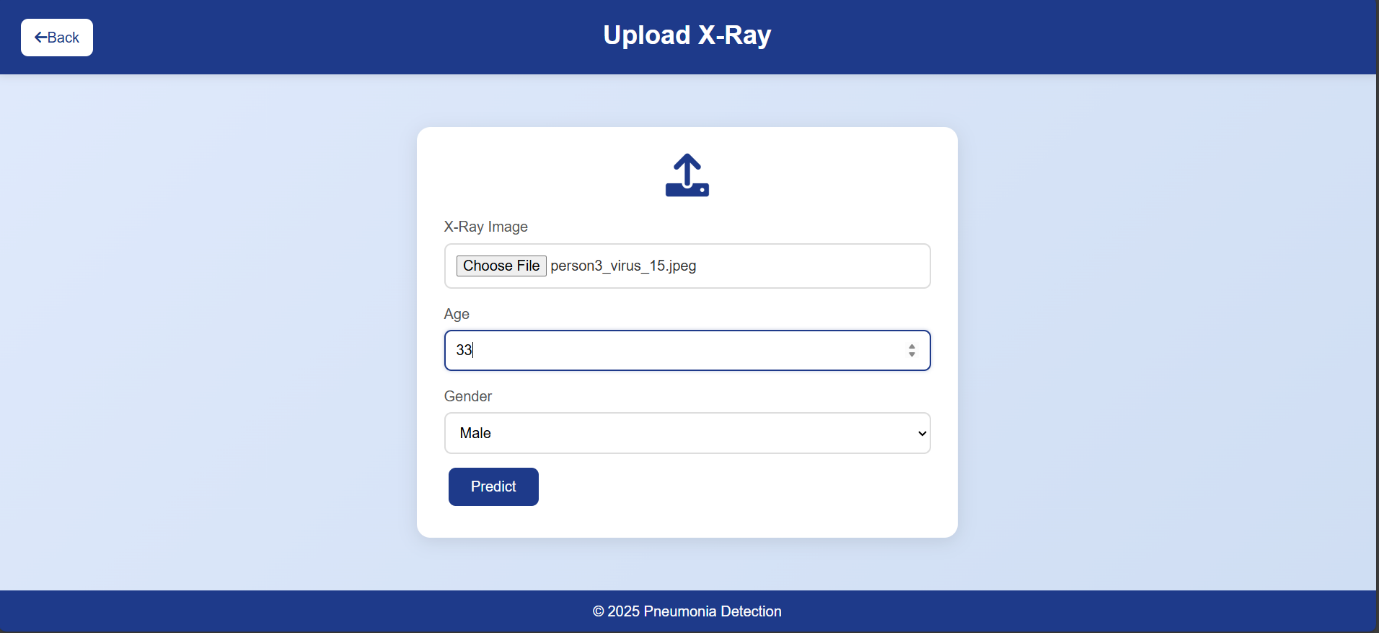 ←Back
Upload X-Ray
X-Ray Image
Choose File person3_virus_15.jpeg
Age
33
Gender
Male
Predict
© 2025 Pneumonia Detection